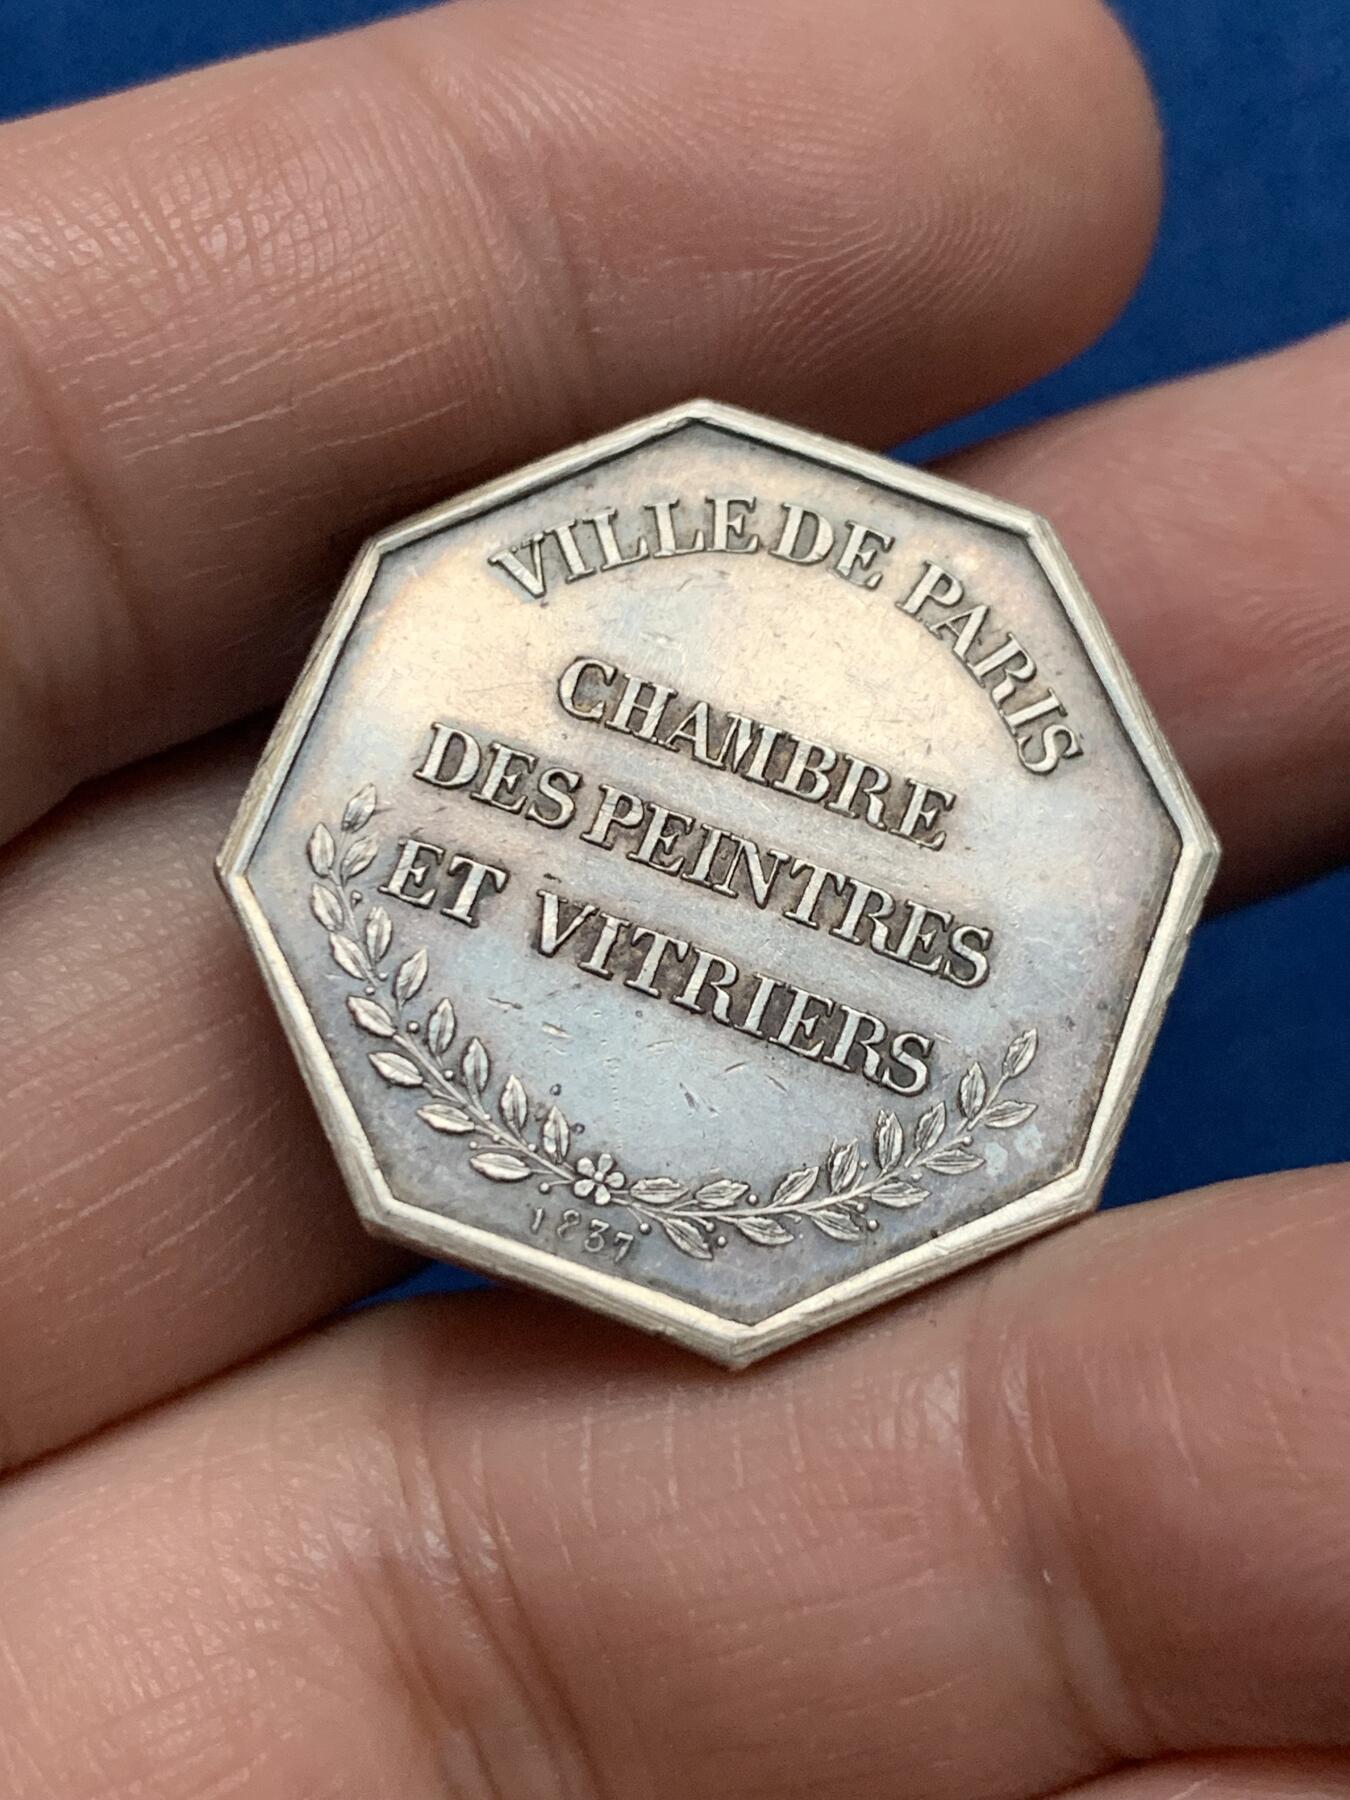 VILLE DE PARIS
CHAMBRE
DES PEINTRES
ET VITRIERS
1837